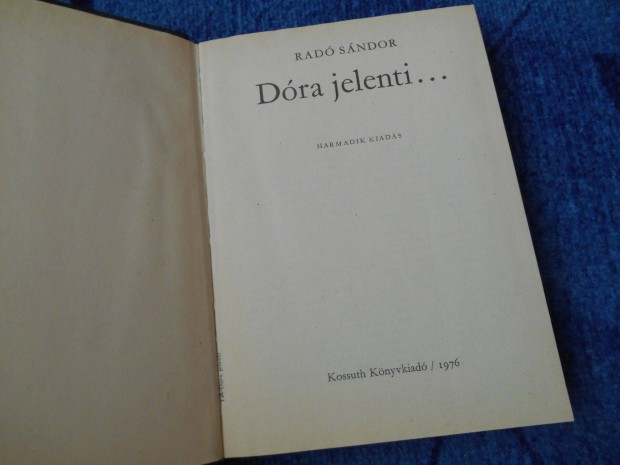 RADÓ SÁNDOR
Dóra jelenti...
HARMADIK KIADÁS
Kossuth Könyvkiadó / 1976